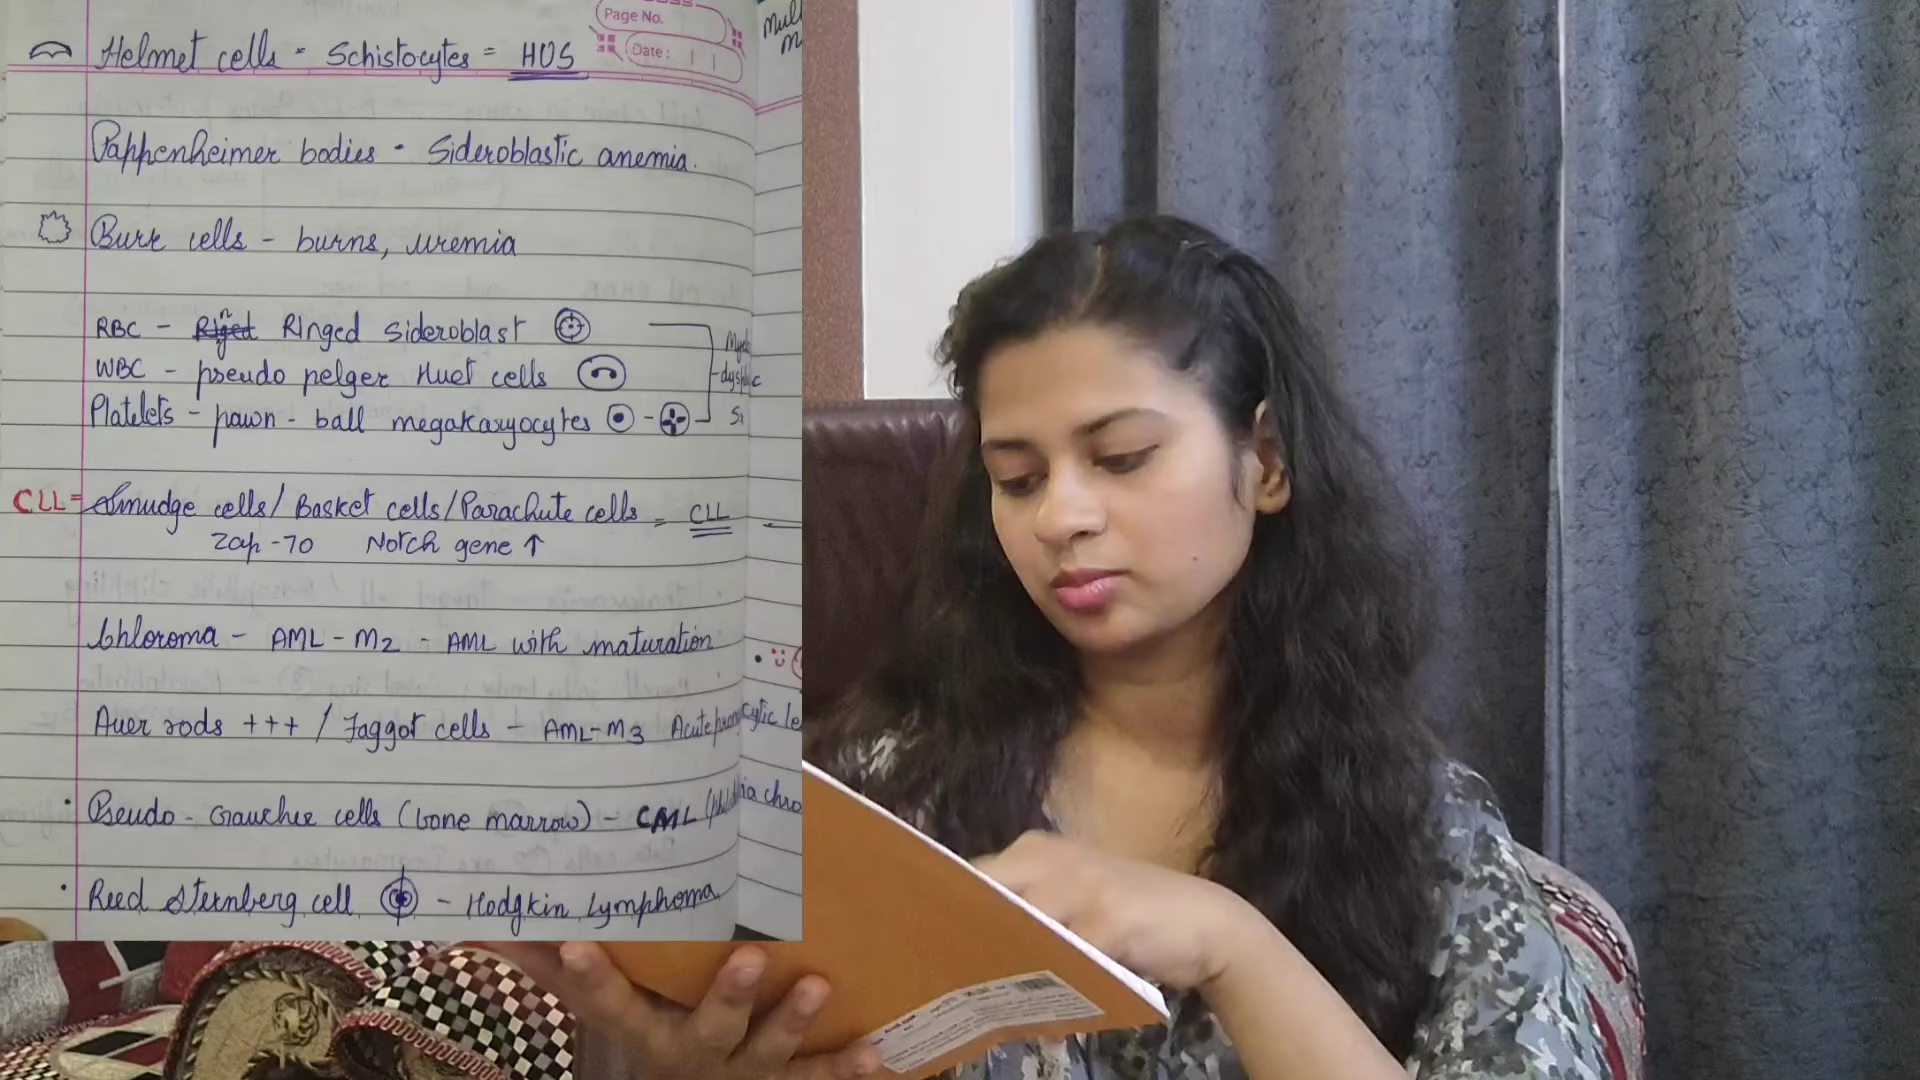 Page No.
Date:
Helmet cells - Schistocytes = HUS
Pappenheimer bodies - Sideroblastic anemia.
Burr cells - burns, uremia
RBC - Ringed Sideroblast
WBC - pseudo pelger Huet cells
Platelets - pawn - ball megakaryocytes
CLL = Smudge cells/ Basket cells/Parachute cells = CLL
Zap -70 Notch gene ↑
Chloroma - AML - M2 - AML with maturation
Auer rods +++ / Faggot cells - AML-M3 Acute
Pseudo - Gaucher cells (bone marrow) - CML
Reed Sternberg cell - Hodgkin Lymphoma